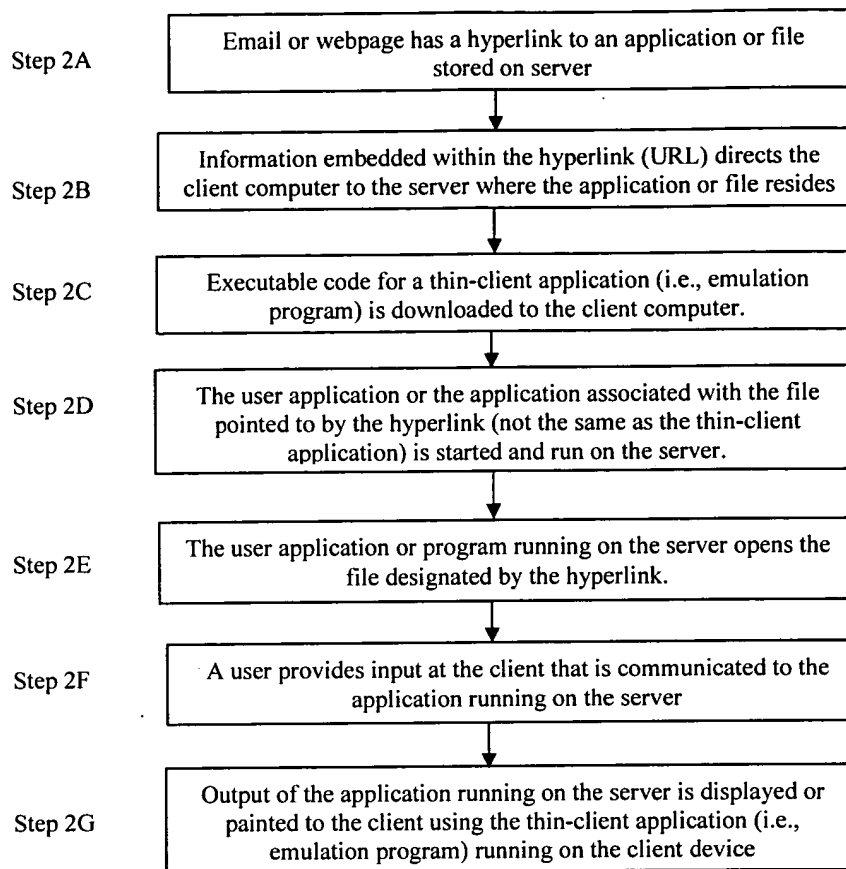 Step 2A
Email or webpage has a hyperlink to an application or file
stored on server
Step 2B
Information embedded within the hyperlink (URL) directs the
client computer to the server where the application or file resides
Step 2C
Executable code for a thin-client application (i.e., emulation
program) is downloaded to the client computer.
Step 2D
The user application or the application associated with the file
pointed to by the hyperlink (not the same as the thin-client
application) is started and run on the server.
Step 2E
The user application or program running on the server opens the
file designated by the hyperlink.
Step 2F
A user provides input at the client that is communicated to the
application running on the server
Step 2G
Output of the application running on the server is displayed or
painted to the client using the thin-client application (i.e.,
emulation program) running on the client device